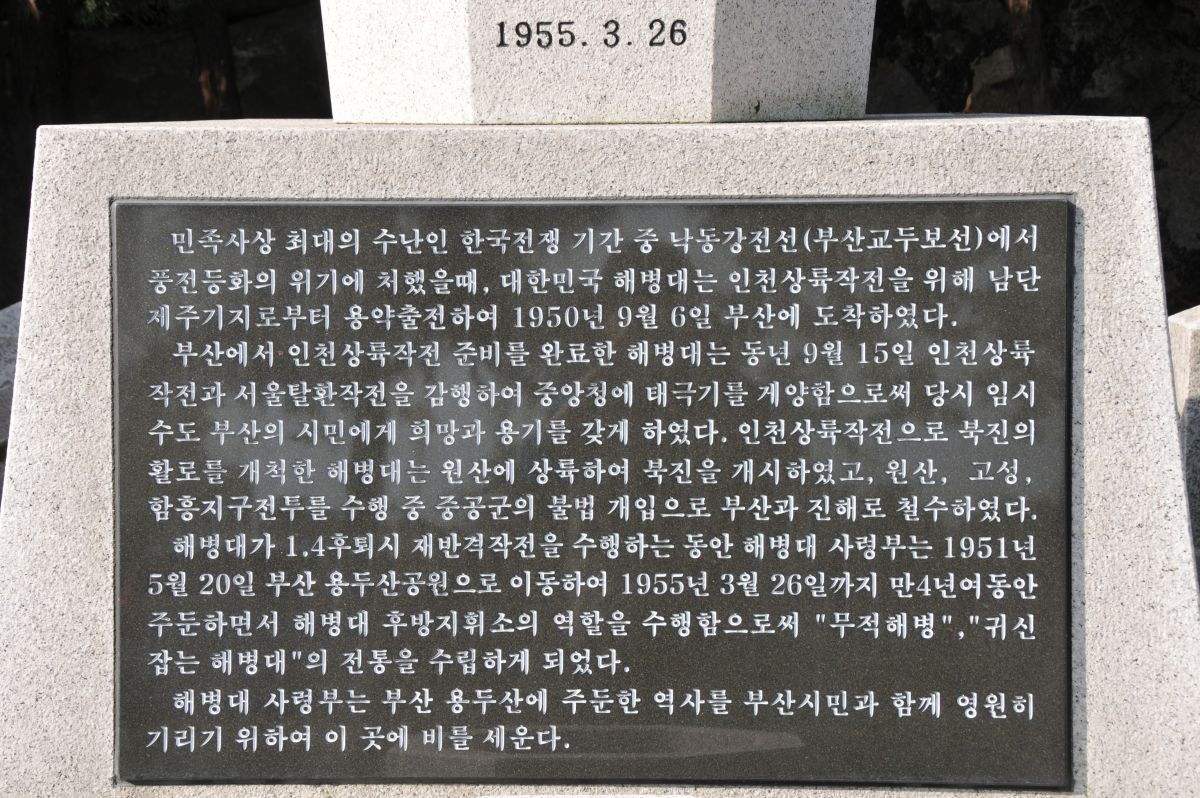 1955. 3. 26
민족사상 최대의 수난인 한국전쟁 기간 중 낙동강전선(부산교두보선)에서
풍전등화의 위기에 처했을때, 대한민국 해병대는 인천상륙작전을 위해 남단
제주기지로부터 용약출전하여 1950년 9월 6일 부산에 도착하였다.
부산에서 인천상륙작전 준비를 완료한 해병대는 동년 9월 15일 인천상륙
작전과 서울탈환작전을 감행하여 중앙청에 태극기를 게양함으로써 당시 임시
수도 부산의 시민에게 희망과 용기를 갖게 하였다. 인천상륙작전으로 북진의
활로를 개척한 해병대는 원산에 상륙하여 북진을 개시하였고, 원산, 고성,
함흥지구전투를 수행 중 중공군의 불법 개입으로 부산과 진해로 철수하였다.
해병대가 1.4후퇴시 재반격작전을 수행하는 동안 해병대 사령부는 1951년
5월 20일 부산 용두산공원으로 이동하여 1955년 3월 26일까지 만4년여동안
주둔하면서 해병대 후방지휘소의 역할을 수행함으로써 "무적해병","귀신
잡는 해병대"의 전통을 수립하게 되었다.
해병대 사령부는 부산 용두산에 주둔한 역사를 부산시민과 함께 영원히
기리기 위하여 이 곳에 비를 세운다.